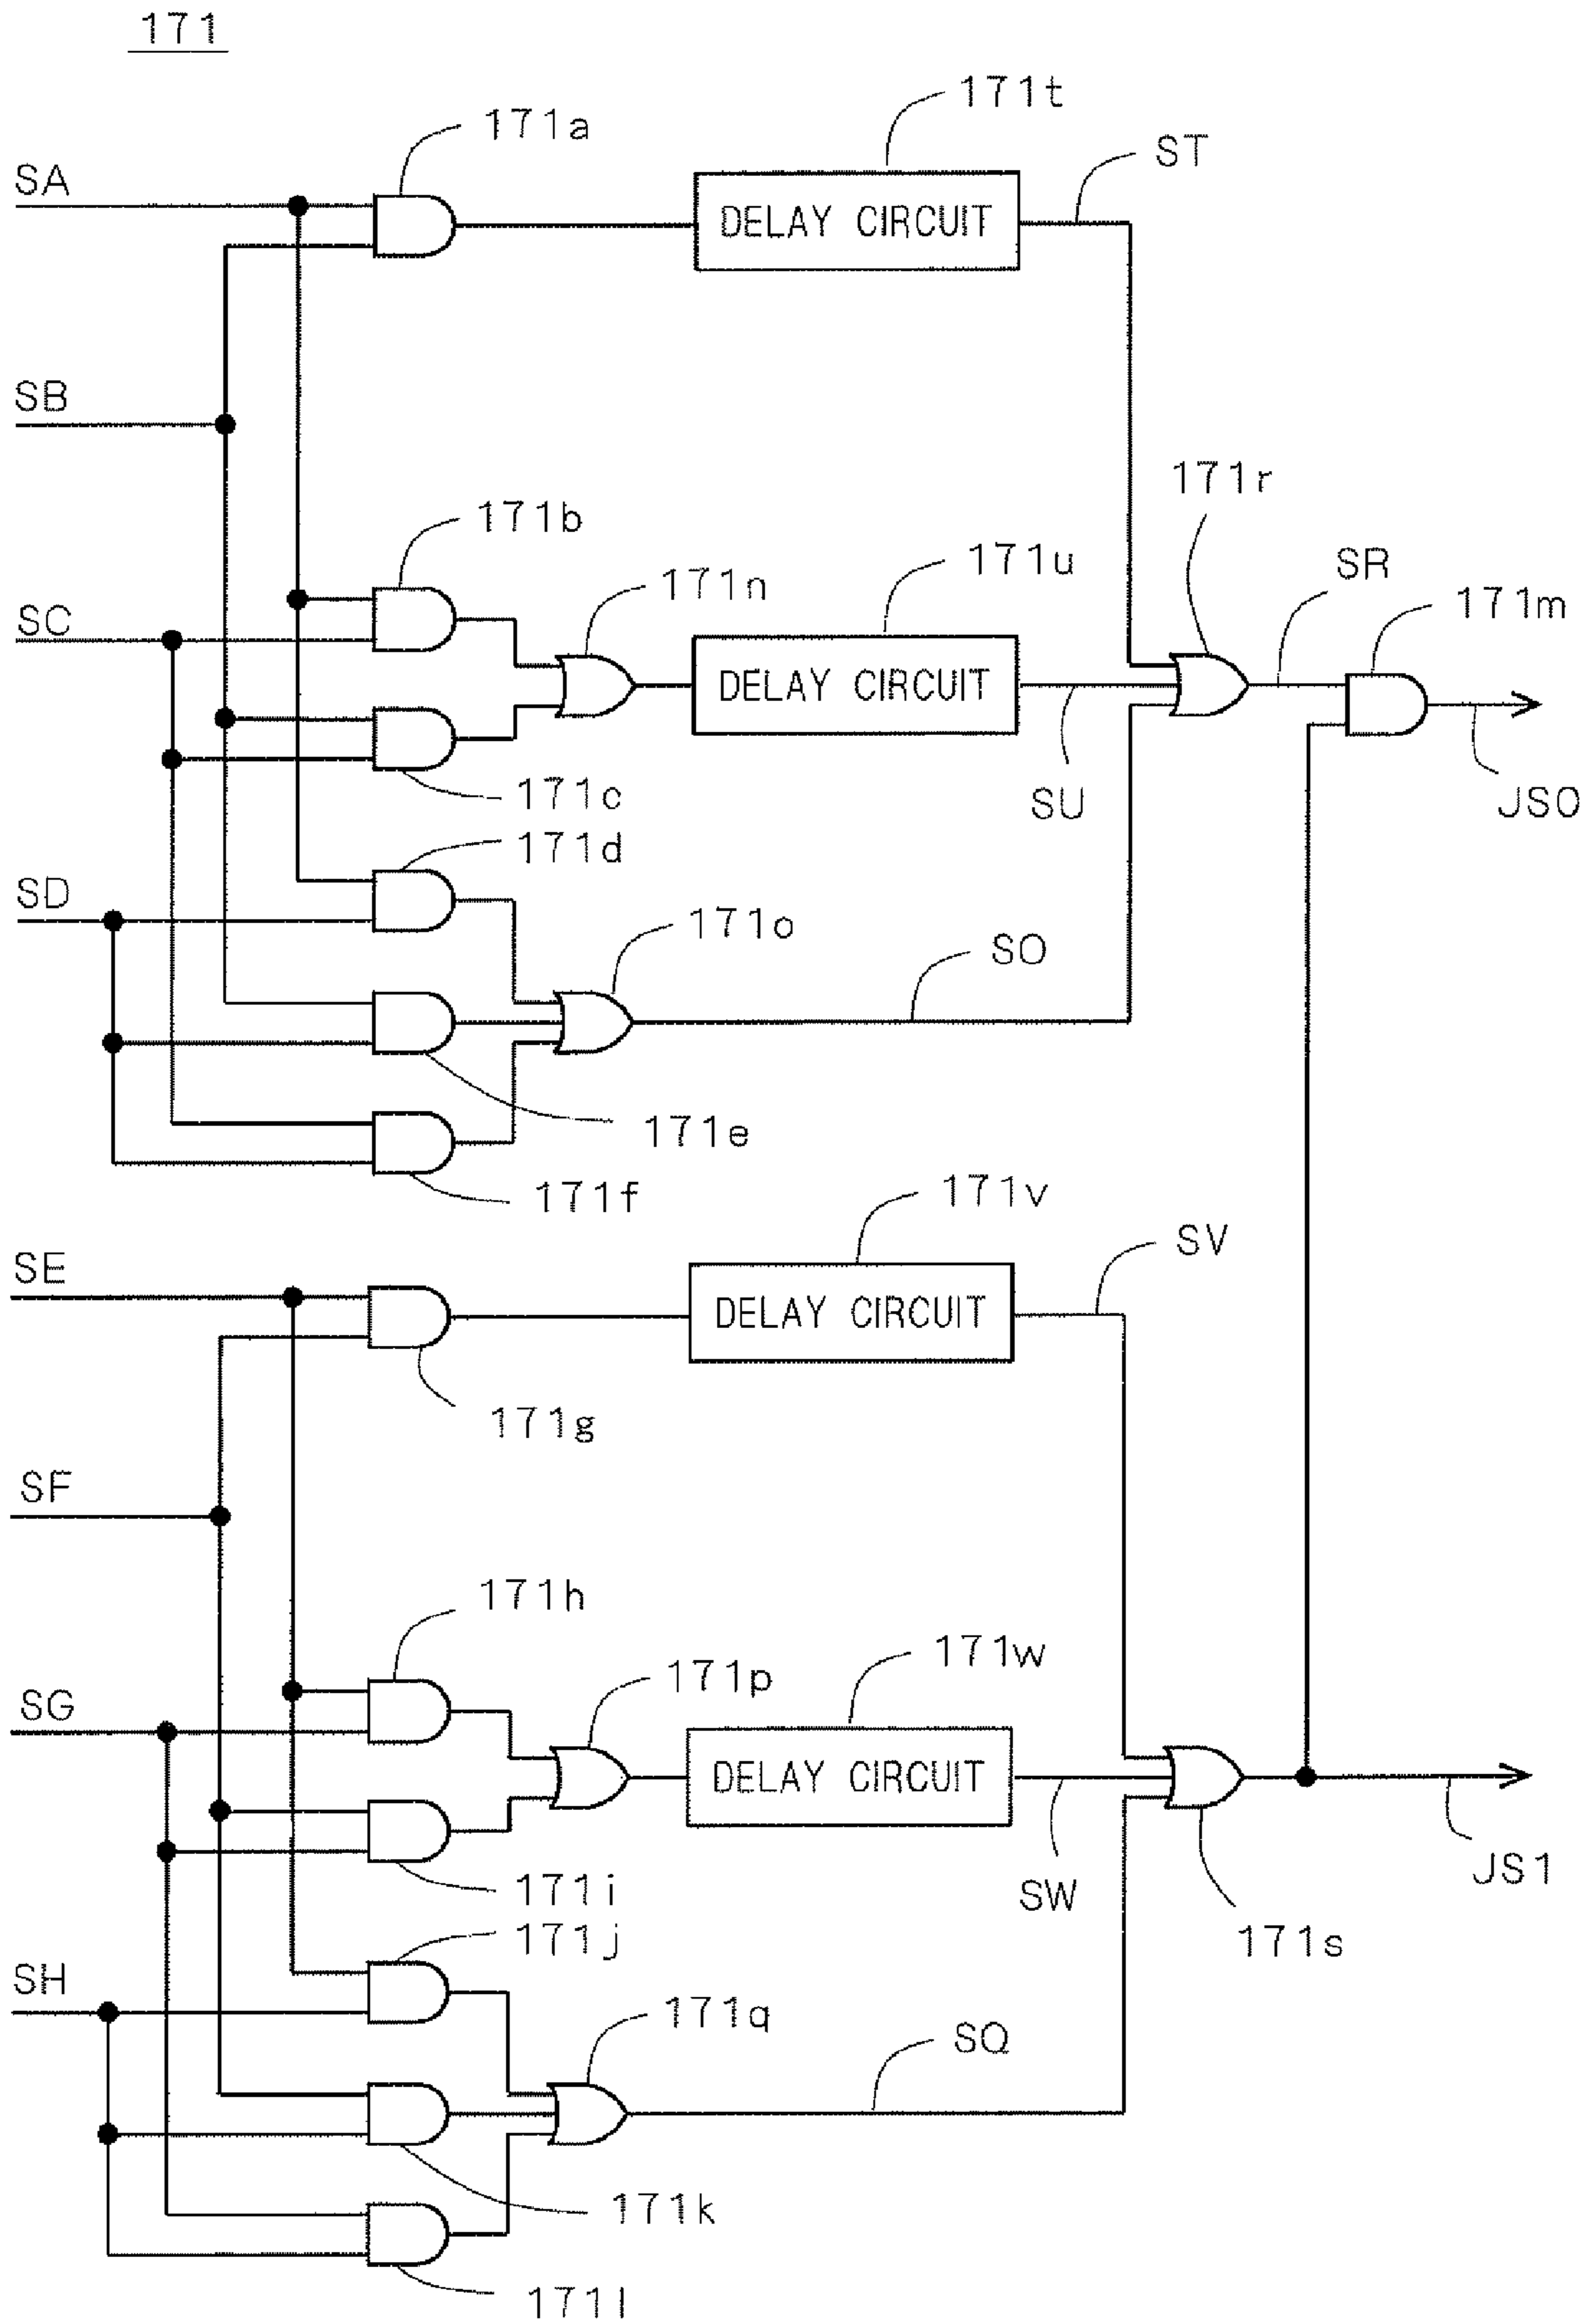 171
171t
171a
ST
SA
DELAY CIRCUIT
SB
171r
171b
171u
SR
171n
171m
SC
DELAY CIRCUIT
171c
SU
JS0
171d
SD
171o
SO
171e
171f
171v
SV
SE
DELAY CIRCUIT
171g
SF
171h
171w
171p
SG
DELAY CIRCUIT
171i
SW
JS1
171j
171s
SH
171q
SQ
171k
171l